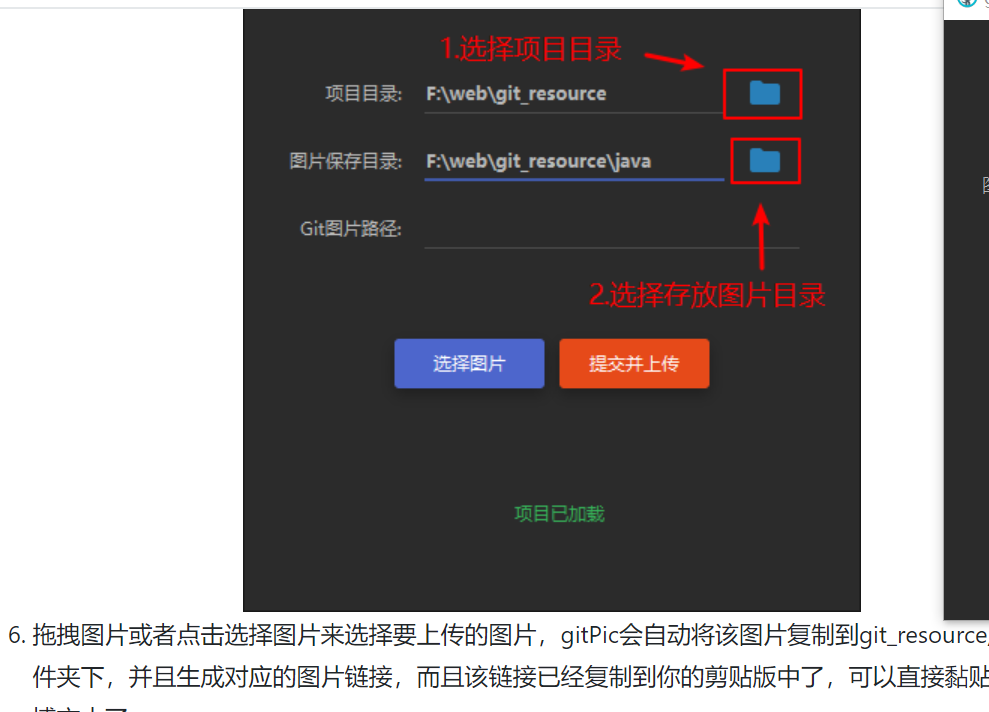 1.选择项目目录
项目目录: F:\web\git_resource
图片保存目录: F:\web\git_resource\java
Git图片路径:
2.选择存放图片目录
选择图片 提交并上传
项目已加载
6. 拖拽图片或者点击选择图片来选择要上传的图片，gitPic会自动将该图片复制到git_resource
件夹下，并且生成对应的图片链接，而且该链接已经复制到你的剪贴版中了，可以直接黏贴